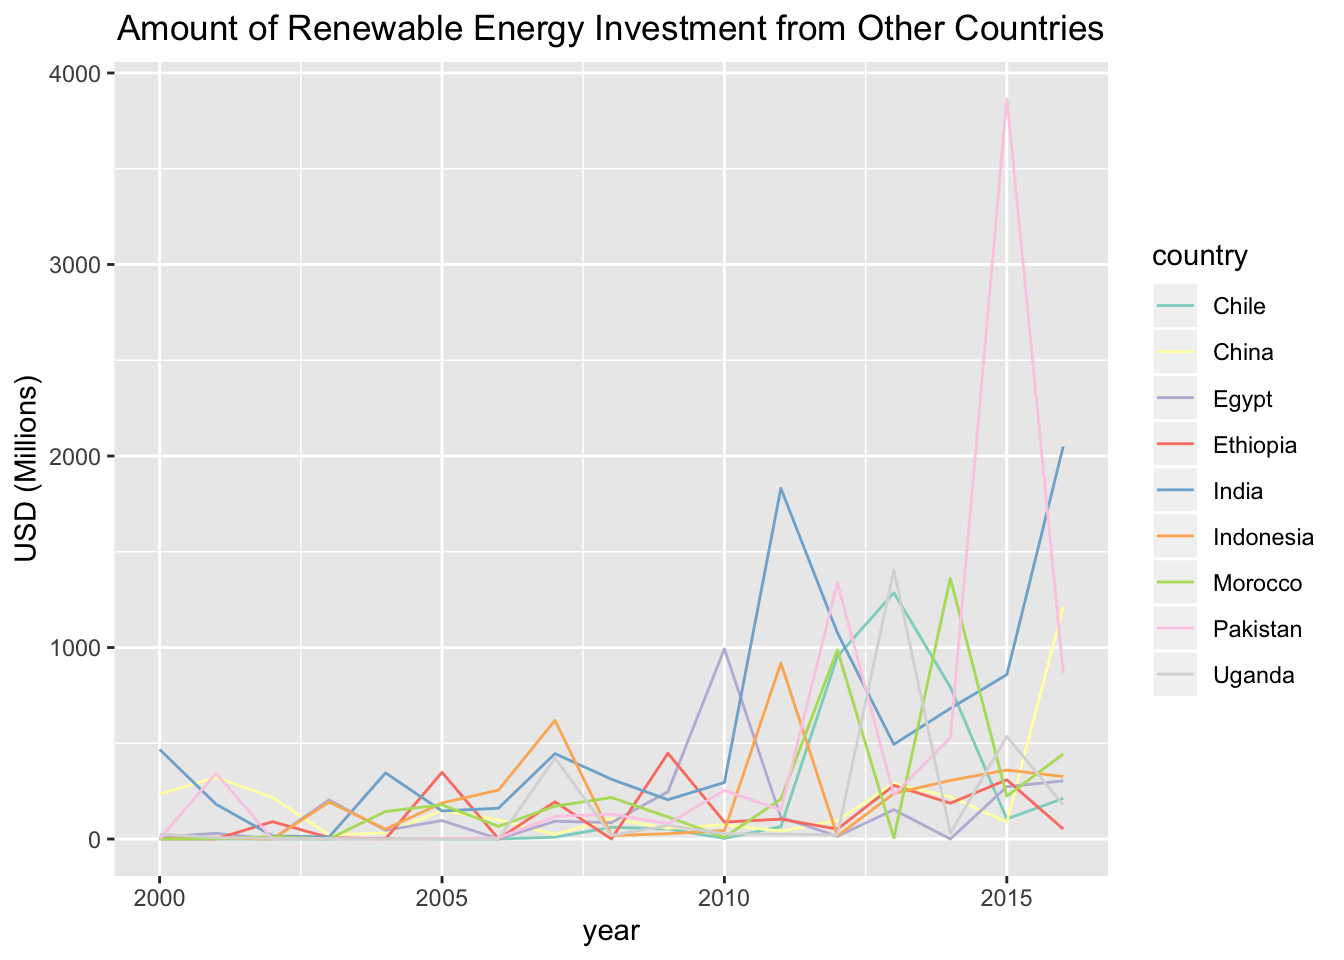 Amount of Renewable Energy Investment from Other Countries
4000
3000
2000
1000
0
USD (Millions)
2000 2005 2010 2015
year
country
Chile
China
Egypt
Ethiopia
India
Indonesia
Morocco
Pakistan
Uganda